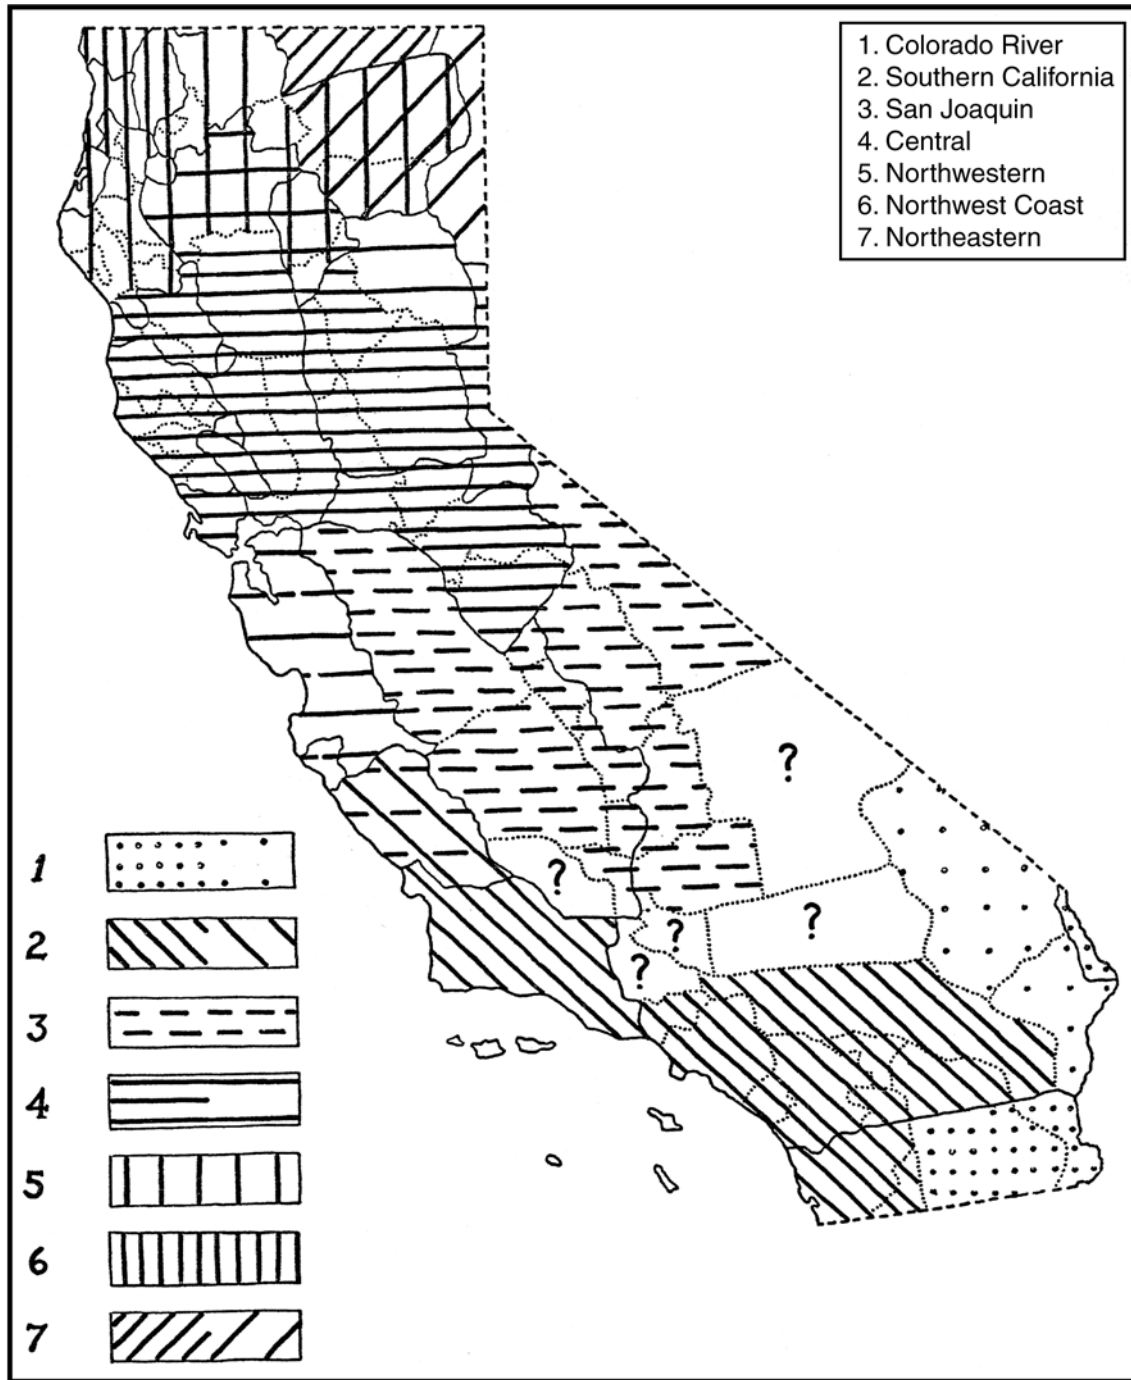 1. Colorado River
2. Southern California
3. San Joaquin
4. Central
5. Northwestern
6. Northwest Coast
7. Northeastern
?
?
?
?
?
1
2
3
4
5
6
7